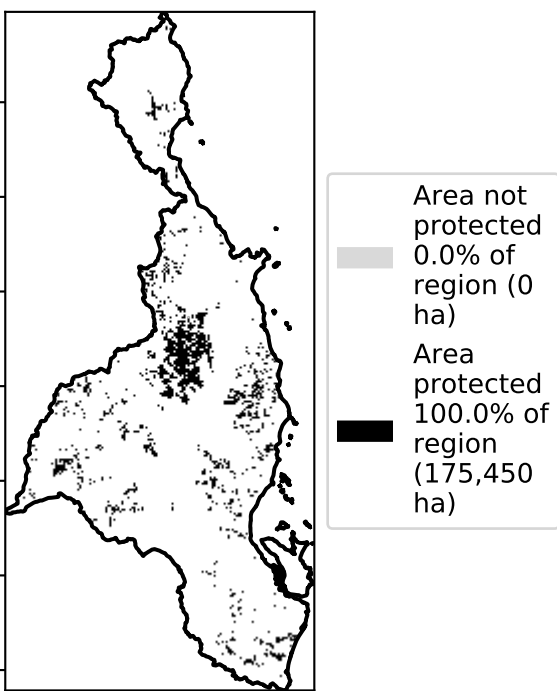 Area not
protected
0.0% of
region (0
ha)
Area
protected
100.0% of
region
(175,450
ha)